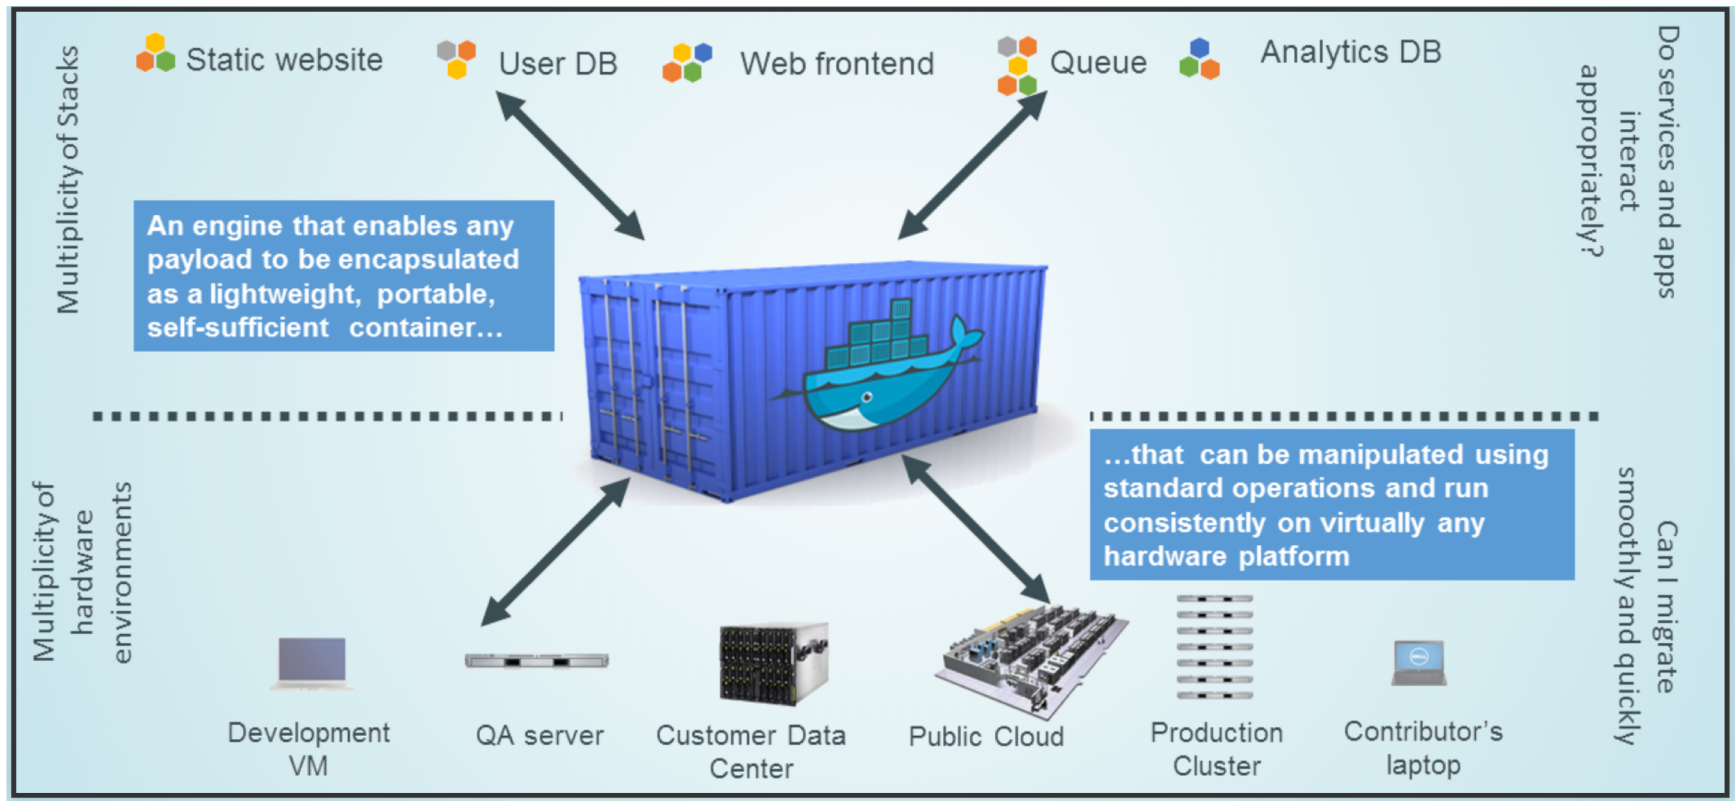 Static website
User DB
Web frontend
Queue
Analytics DB
Multiplicity of Stacks
Do services and apps
interact
appropriately?
An engine that enables any
payload to be encapsulated
as a lightweight, portable,
self-sufficient container...
...that can be manipulated using
standard operations and run
consistently on virtually any
hardware platform
Multiplicity of
hardware
environments
Can I migrate
smoothly and quickly
DELL
Development
VM
QA server
Customer Data
Center
Public Cloud
Production
Cluster
Contributor's
laptop